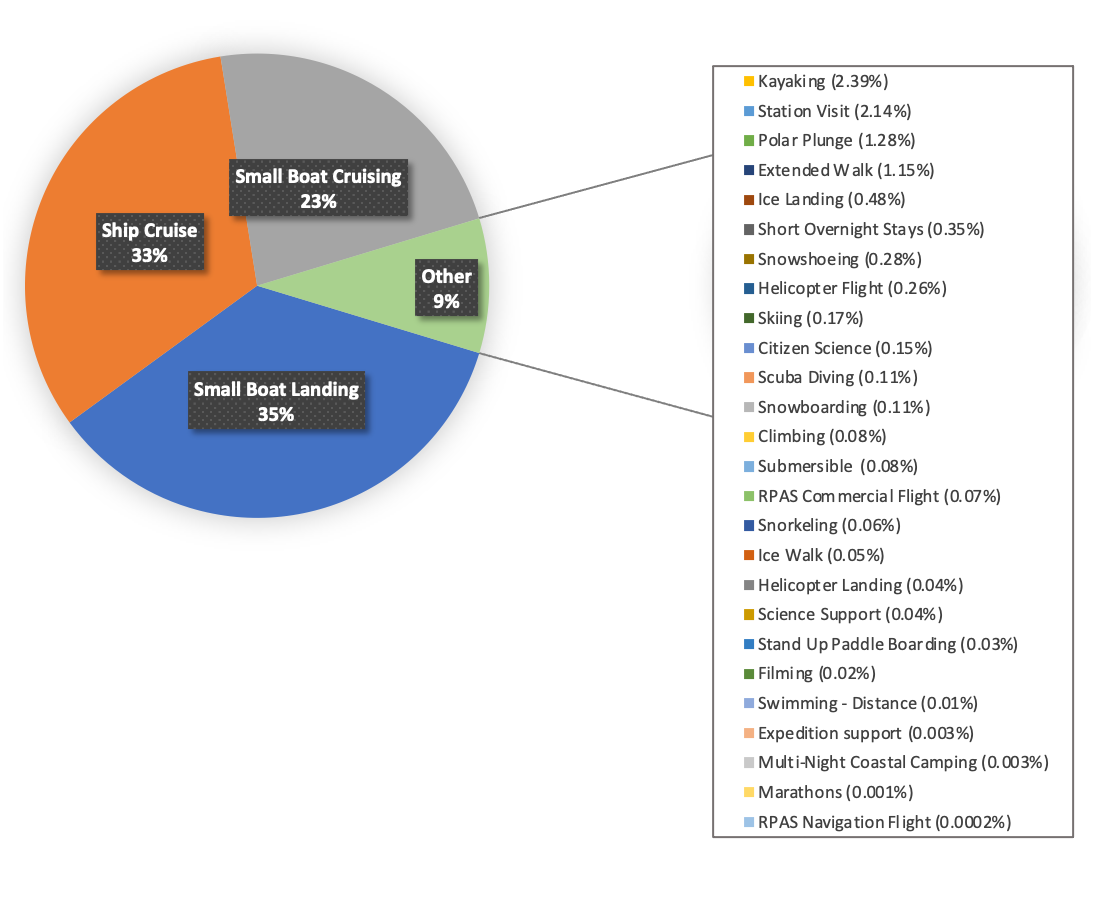 Small Boat Cruising
23%
Ship Cruise
33%
Other
9%
Small Boat Landing
35%
Kayaking (2.39%)
Station Visit (2.14%)
Polar Plunge (1.28%)
Extended Walk (1.15%)
Ice Landing (0.48%)
Short Overnight Stays (0.35%)
Snowshoeing (0.28%)
Helicopter Flight (0.26%)
Skiing (0.17%)
Citizen Science (0.15%)
Scuba Diving (0.11%)
Snowboarding (0.11%)
Climbing (0.08%)
Submersible (0.08%)
RPAS Commercial Flight (0.07%)
Snorkeling (0.06%)
Ice Walk (0.05%)
Helicopter Landing (0.04%)
Science Support (0.04%)
Stand Up Paddle Boarding (0.03%)
Filming (0.02%)
Swimming - Distance (0.01%)
Expedition support (0.003%)
Multi-Night Coastal Camping (0.003%)
Marathons (0.001%)
RPAS Navigation Flight (0.0002%)